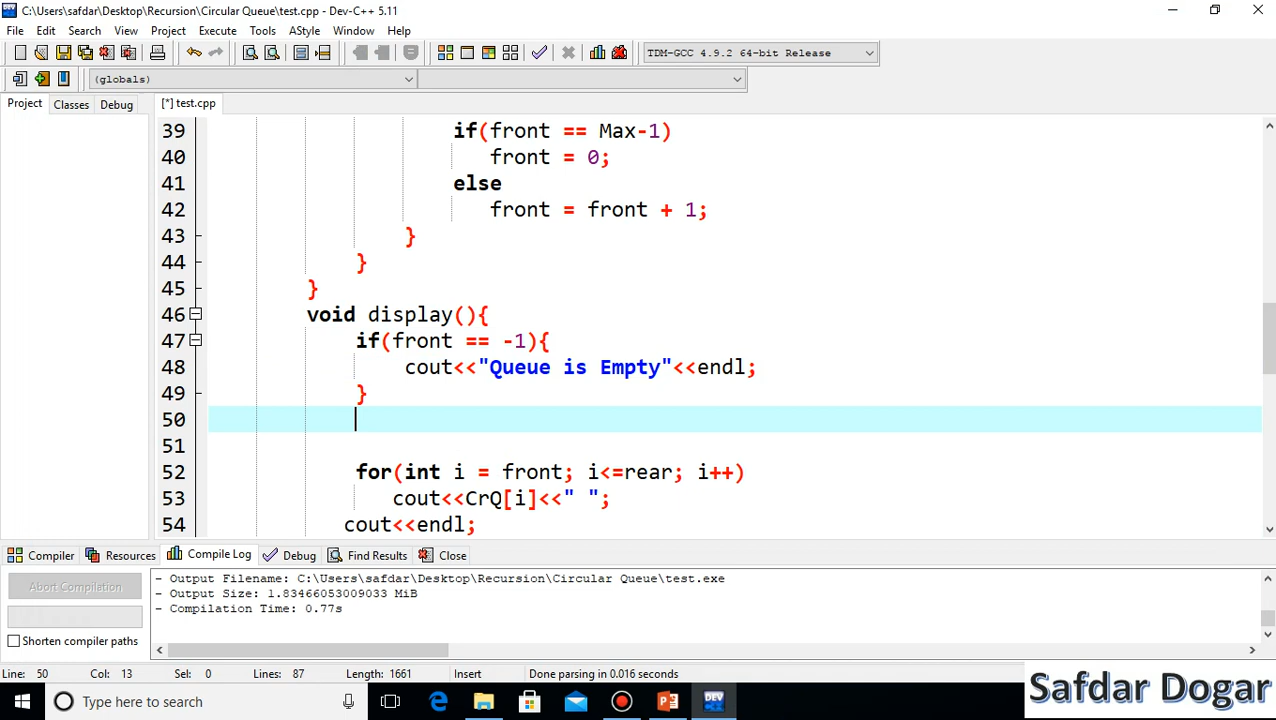 C:\Users\safdar\Desktop\Recursion\Circular Queue\test.cpp - Dev-C++ 5.11
File Edit Search View Project Execute Tools AStyle Window Help
TDM-GCC 4.9.2 64-bit Release
(globals)
Project Classes Debug [*] test.cpp
39 if(front == Max-1)
40 front = 0;
41 else
42 front = front + 1;
43 }
44 }
45 }
46 void display(){
47 if(front == -1){
48 cout<<"Queue is Empty"<<endl;
49 }
50
51
52 for(int i = front; i<=rear; i++)
53 cout<<CrQ[i]<<" ";
54 cout<<endl;
Compiler Resources Compile Log Debug Find Results Close
Abort Compilation
Shorten compiler paths
- Output Filename: C:\Users\safdar\Desktop\Recursion\Circular Queue\test.exe
- Output Size: 1.83466053009033 MiB
- Compilation Time: 0.77s
Line: 50 Col: 13 Sel: 0 Lines: 87 Length: 1661 Insert Done parsing in 0.016 seconds
Type here to search
DEV
Safdar Dogar